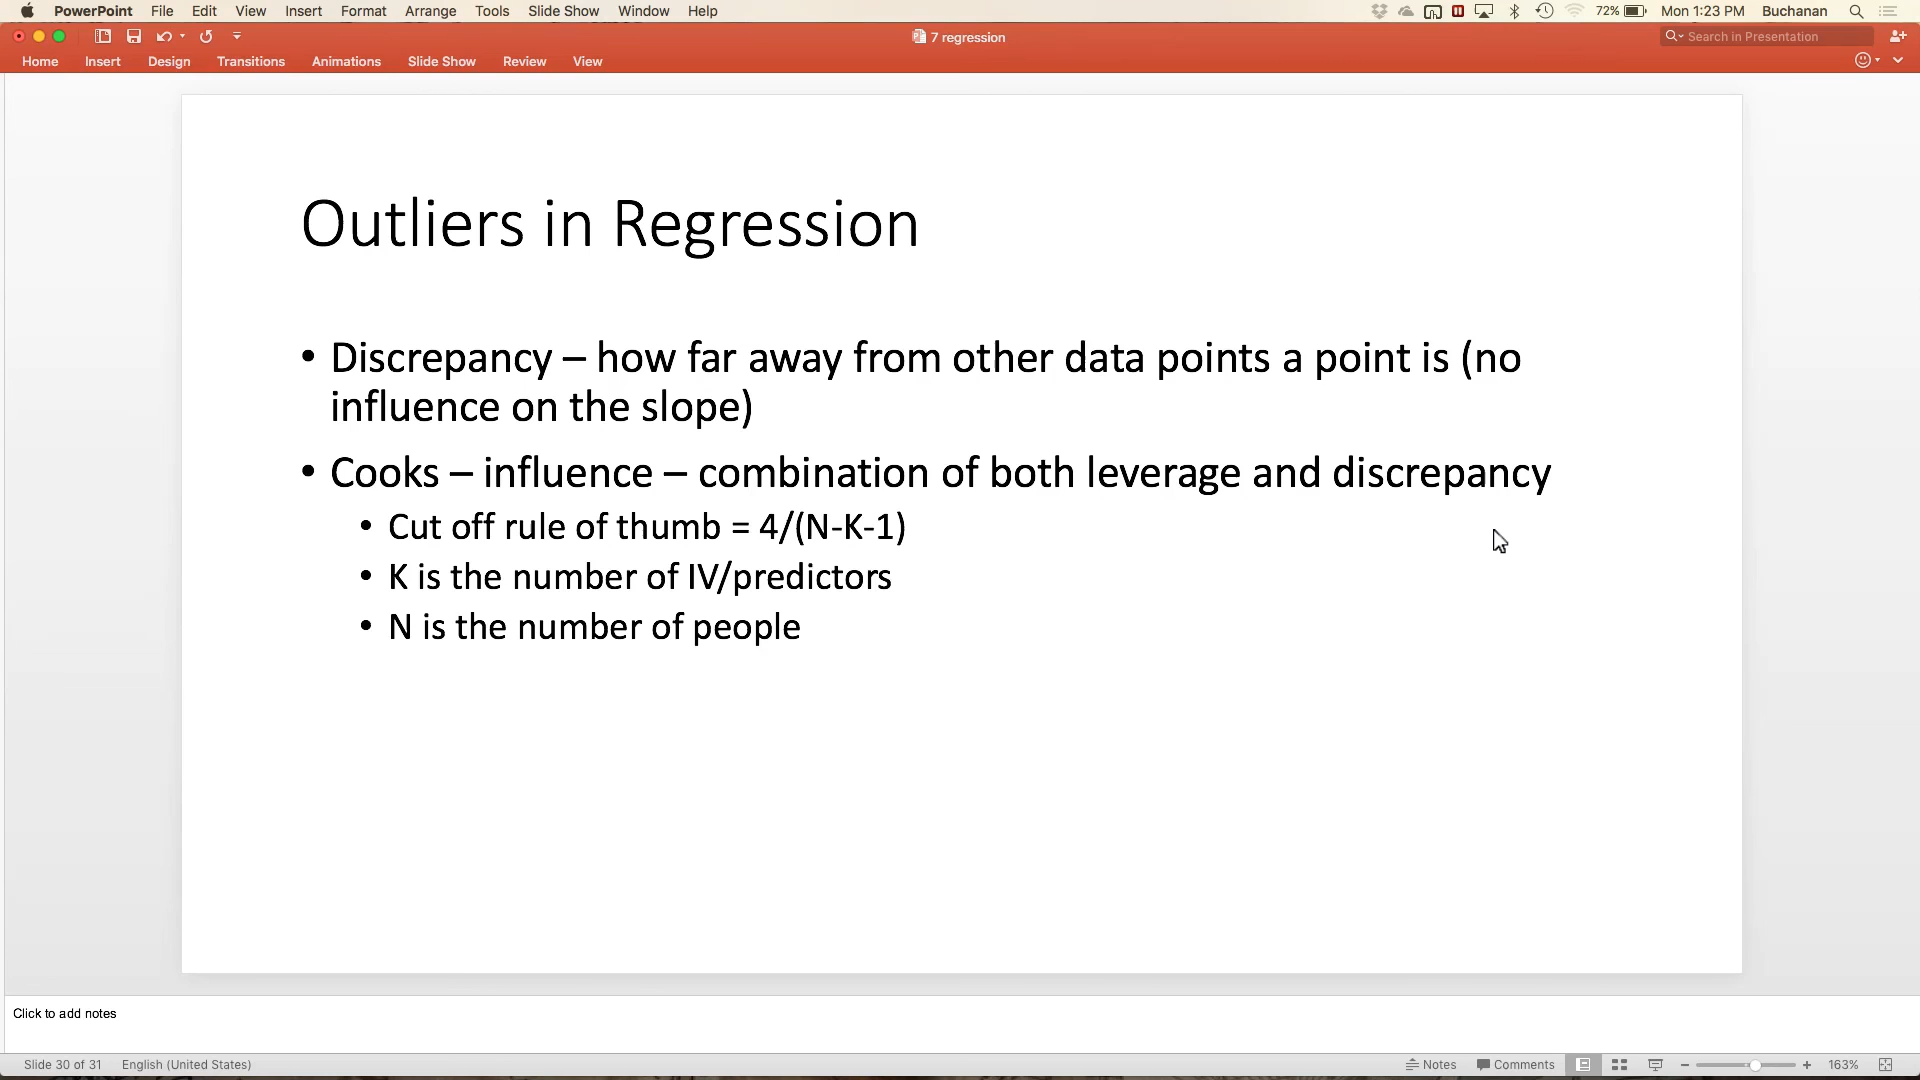 PowerPoint File Edit View Insert Format Arrange Tools Slide Show Window Help 72% Mon 1:23 PM Buchanan
7 regression Search in Presentation
Home Insert Design Transitions Animations Slide Show Review View
Outliers in Regression
• Discrepancy – how far away from other data points a point is (no
influence on the slope)
• Cooks – influence – combination of both leverage and discrepancy
• Cut off rule of thumb = 4/(N-K-1)
• K is the number of IV/predictors
• N is the number of people
Click to add notes
Slide 30 of 31 English (United States) Notes Comments 163%